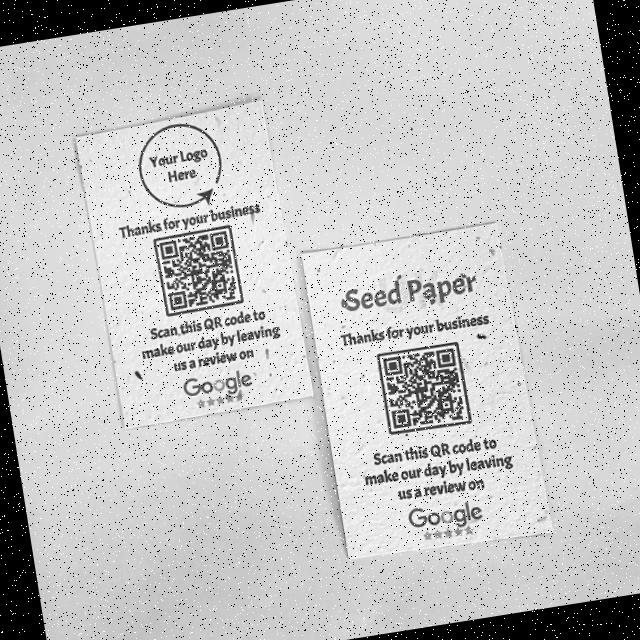 Your Logo
Here
Thanks for your business
Scan this QR code to
make our day by leaving
us a review on
Google
Seed Paper
Thanks for your business
Scan this QR code to
make our day by leaving
us a review on
Google